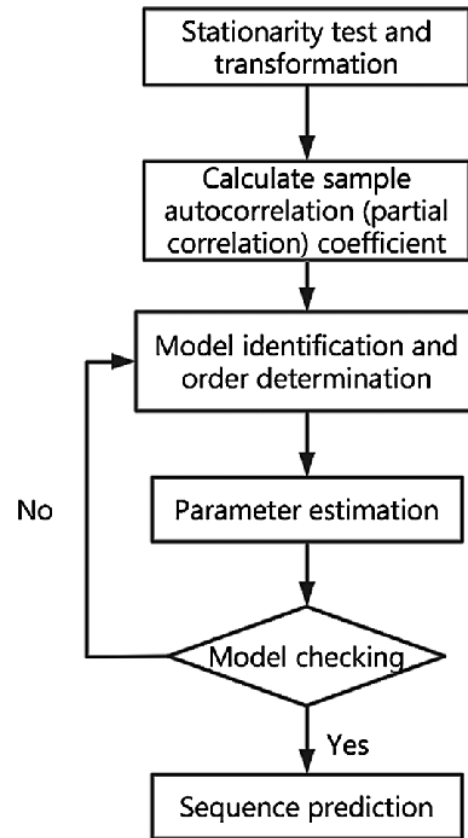 Stationarity test and
transformation
Calculate sample
autocorrelation (partial
correlation) coefficient
Model identification and
order determination
No
Parameter estimation
Model checking
Yes
Sequence prediction